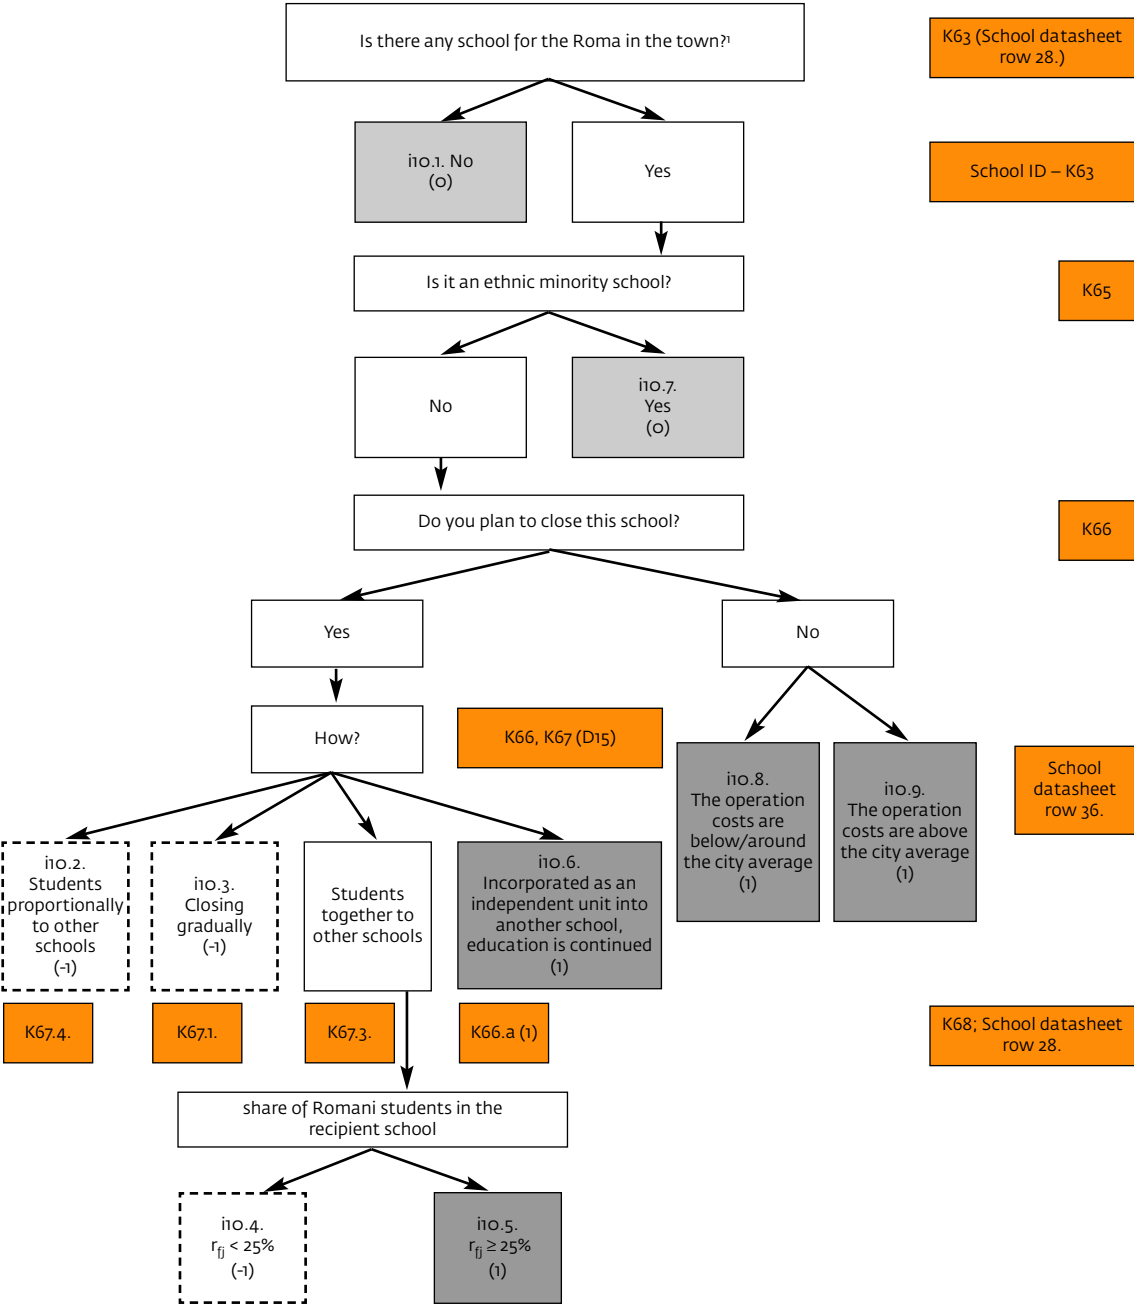 Is there any school for the Roma in the town?¹
K63 (School datasheet
row 28.)
i10.1. No
(0)
Yes
School ID – K63
Is it an ethnic minority school?
K65
No
i10.7.
Yes
(0)
Do you plan to close this school?
K66
Yes
No
How?
K66, K67 (D15)
i10.8.
The operation
costs are
below/around
the city average
(1)
i10.9.
The operation
costs are above
the city average
(1)
School
datasheet
row 36.
i10.2.
Students
proportionally
to other
schools
(-1)
i10.3.
Closing
gradually
(-1)
Students
together to
other schools
i10.6.
Incorporated as an
independent unit into
another school,
education is continued
(1)
K67.4.
K67.1.
K67.3.
K66.a (1)
K68; School datasheet
row 28.
share of Romani students in the
recipient school
i10.4.
rfj < 25%
(-1)
i10.5.
rfj ≥ 25%
(1)